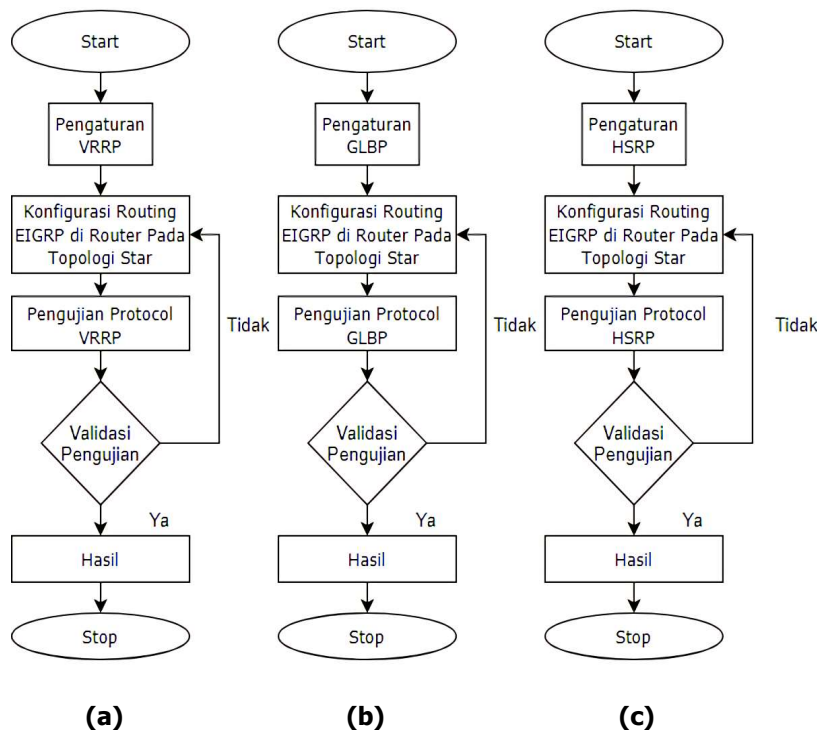 Start
Pengaturan
VRRP
Konfigurasi Routing
EIGRP di Router Pada
Topologi Star
Pengujian Protocol
VRRP
Tidak
Validasi
Pengujian
Ya
Hasil
Stop
(a)
Start
Pengaturan
GLBP
Konfigurasi Routing
EIGRP di Router Pada
Topologi Star
Pengujian Protocol
GLBP
Tidak
Validasi
Pengujian
Ya
Hasil
Stop
(b)
Start
Pengaturan
HSRP
Konfigurasi Routing
EIGRP di Router Pada
Topologi Star
Pengujian Protocol
HSRP
Tidak
Validasi
Pengujian
Ya
Hasil
Stop
(c)